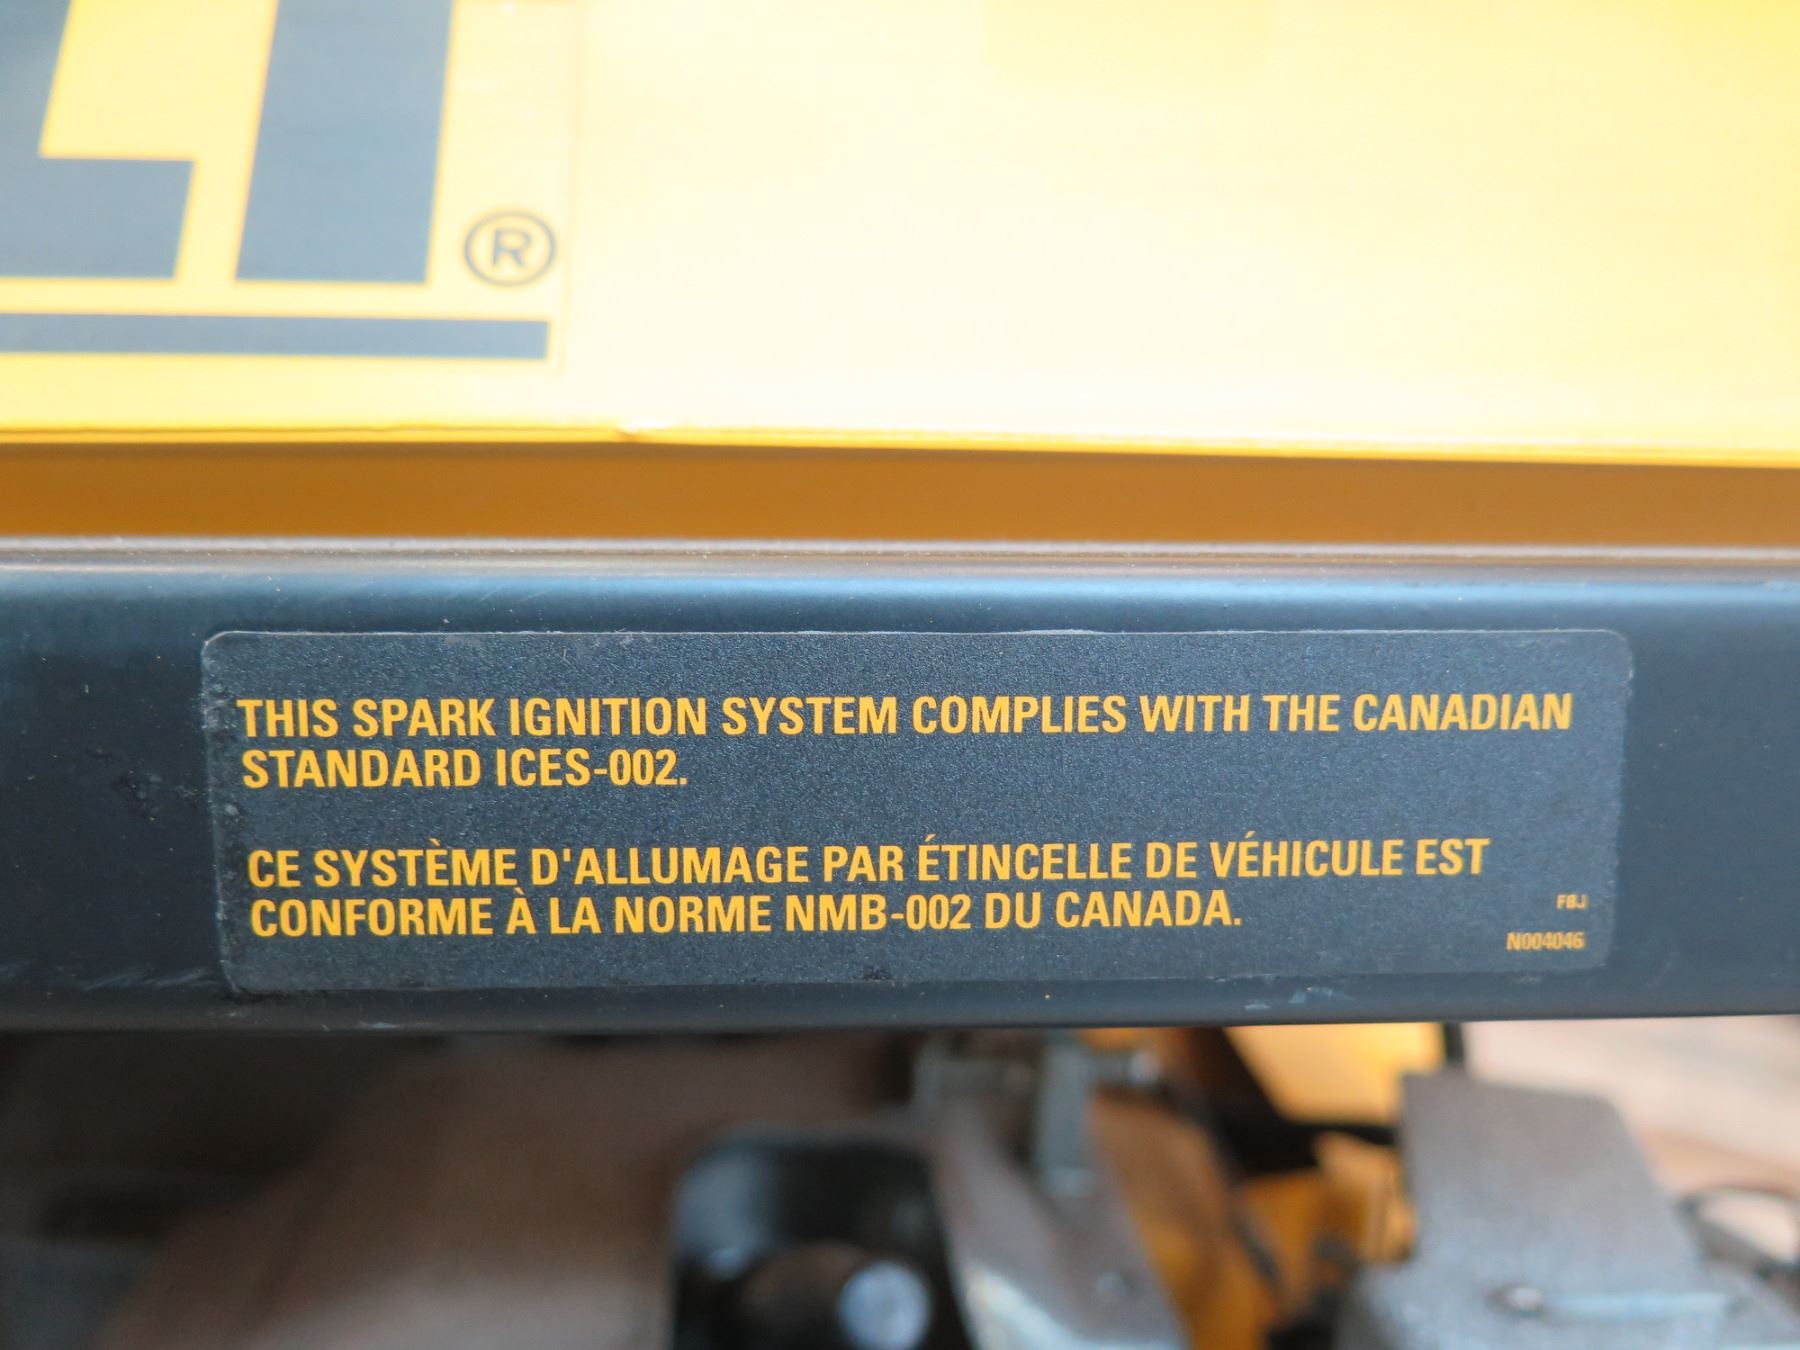 LT®
THIS SPARK IGNITION SYSTEM COMPLIES WITH THE CANADIAN
STANDARD ICES-002.
CE SYSTÈME D'ALLUMAGE PAR ÉTINCELLE DE VÉHICULE EST
CONFORME À LA NORME NMB-002 DU CANADA.
FBJ
N004046